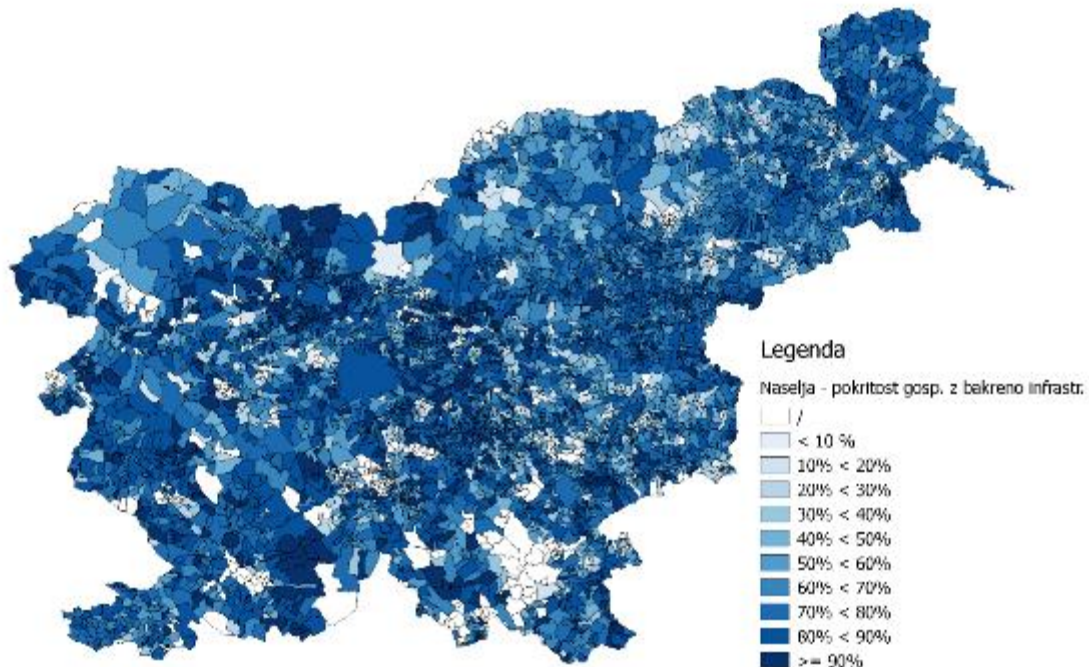 Legenda
Naselja - pokritost gosp. z bakreno infrastr.
/
< 10 %
10% < 20%
20% < 30%
30% < 40%
40% < 50%
50% < 60%
60% < 70%
70% < 80%
80% < 90%
>= 90%